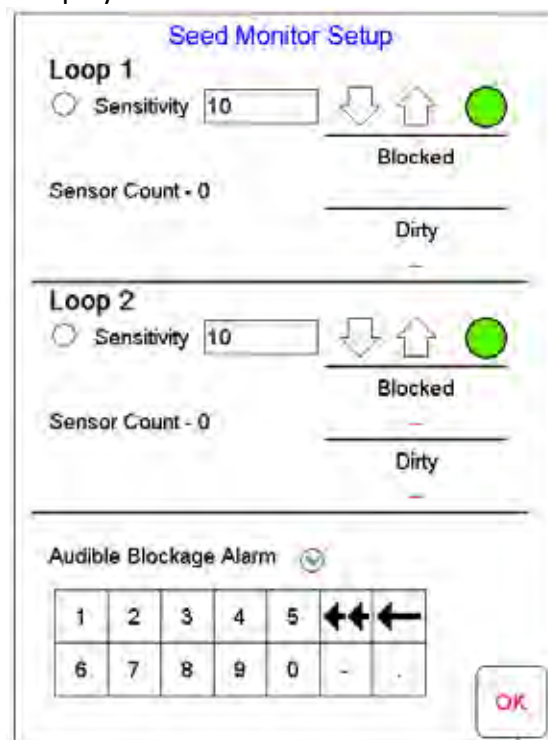 Seed Monitor Setup
Loop 1
Sensitivity 10
Blocked
Sensor Count - 0
Dirty
-
Loop 2
Sensitivity 10
Blocked
Sensor Count - 0
-
Dirty
-
Audible Blockage Alarm
1 2 3 4 5
6 7 8 9 0 - .
OK